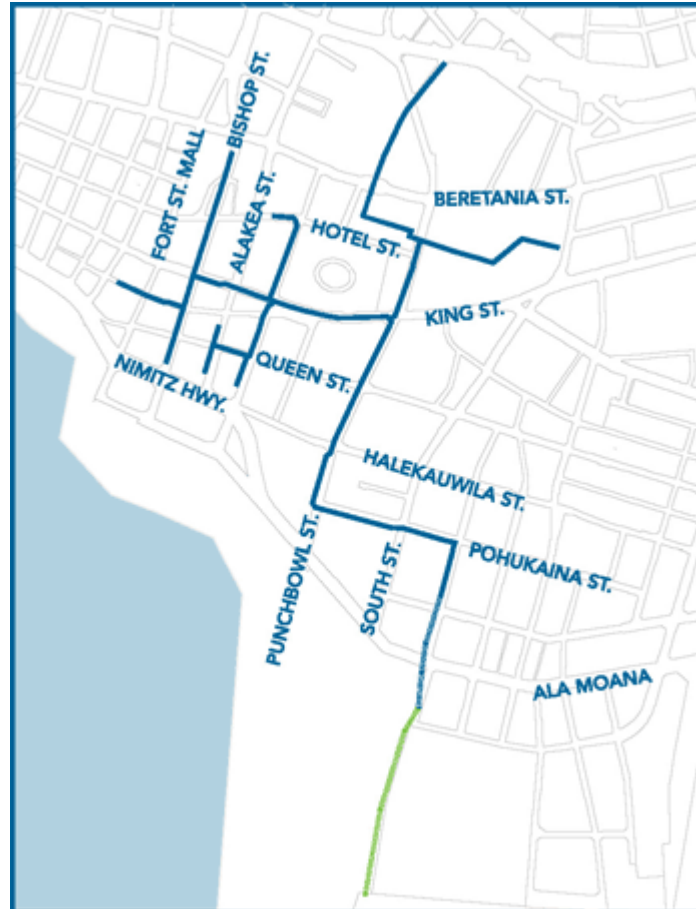 BISHOP ST.
FORT ST. MALL
ALAKEA ST.
BERETANIA ST.
HOTEL ST.
KING ST.
NIMITZ HWY.
QUEEN ST.
HALEKAUWILA ST.
PUNCHBOWL ST.
SOUTH ST.
POHUKAINA ST.
ALA MOANA